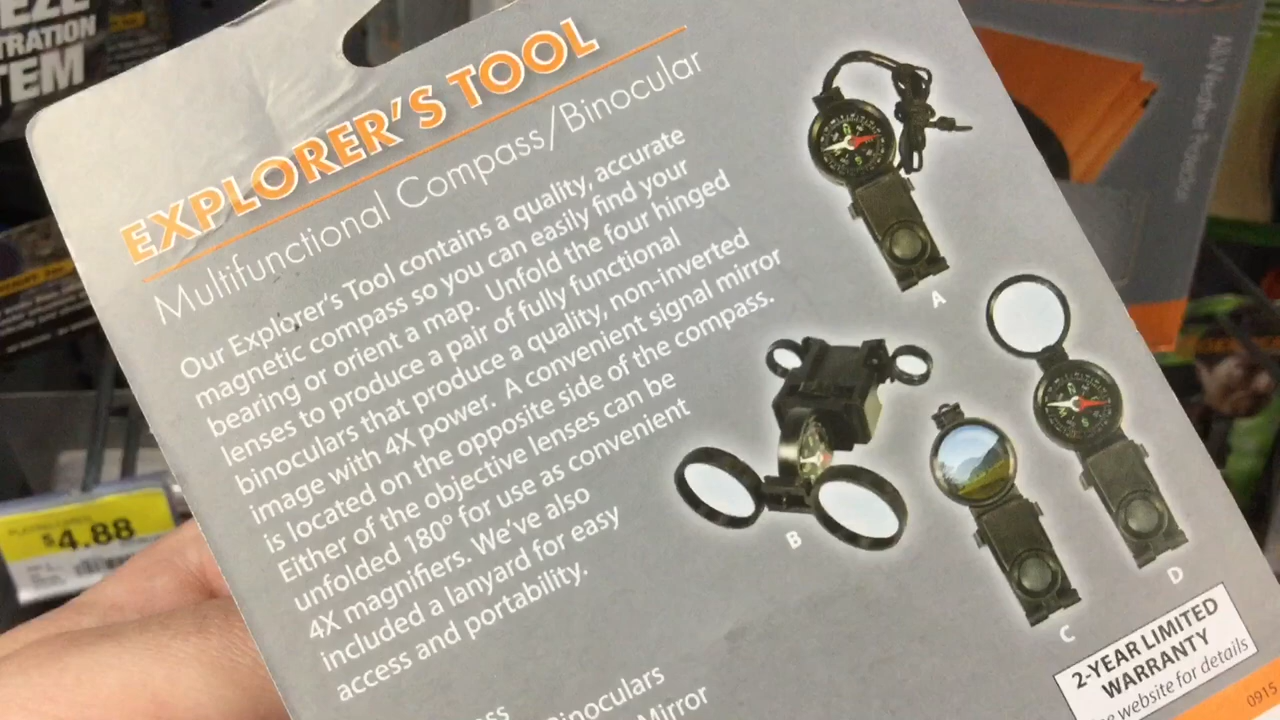 EXPLORER'S TOOL
Multifunctional Compass/Binocular
Our Explorer's Tool contains a quality, accurate
magnetic compass so you can easily find your
bearing or orient a map. Unfold the four hinged
lenses to produce a pair of fully functional
binoculars that produce a quality, non-inverted
image with 4X power. A convenient signal mirror
is located on the opposite side of the compass.
Either of the objective lenses can be
unfolded 180° for use as convenient
4X magnifiers. We've also
included a lanyard for easy
access and portability.
Binoculars
Mirror
A
B
C
D
2-YEAR LIMITED
WARRANTY
website for details
0915
TRATION
TEM
$4.88